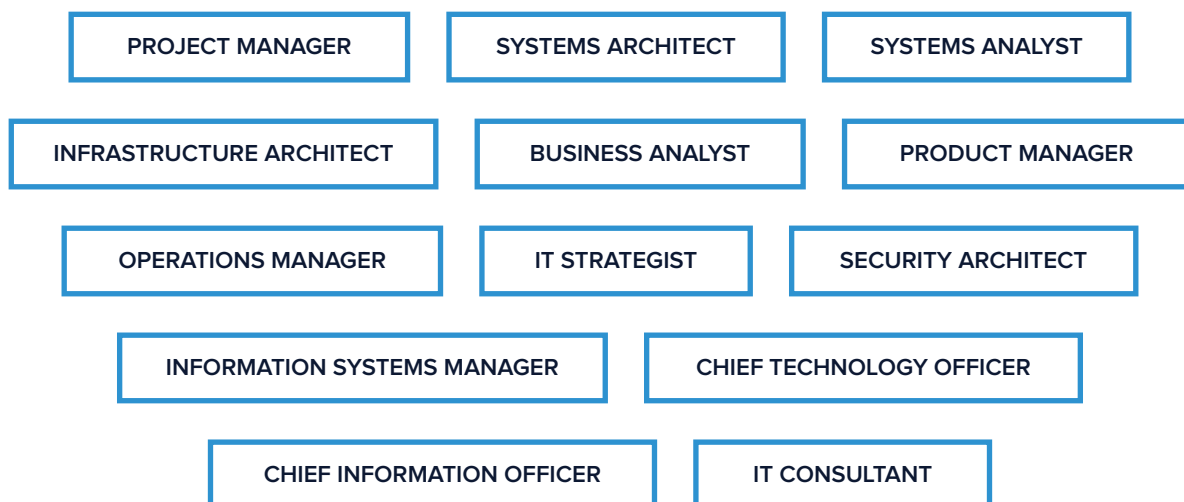 PROJECT MANAGER
SYSTEMS ARCHITECT
SYSTEMS ANALYST
INFRASTRUCTURE ARCHITECT
BUSINESS ANALYST
PRODUCT MANAGER
OPERATIONS MANAGER
IT STRATEGIST
SECURITY ARCHITECT
INFORMATION SYSTEMS MANAGER
CHIEF TECHNOLOGY OFFICER
CHIEF INFORMATION OFFICER
IT CONSULTANT